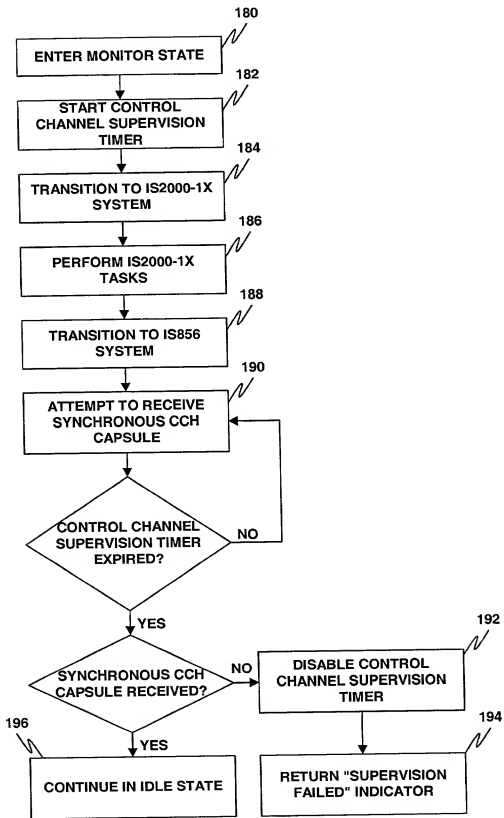 180
ENTER MONITOR STATE
182
START CONTROL
CHANNEL SUPERVISION
TIMER
184
TRANSITION TO IS2000-1X
SYSTEM
186
PERFORM IS2000-1X
TASKS
188
TRANSITION TO IS856
SYSTEM
190
ATTEMPT TO RECEIVE
SYNCHRONOUS CCH
CAPSULE
CONTROL CHANNEL
SUPERVISION TIMER
EXPIRED?
NO
YES
192
SYNCHRONOUS CCH
CAPSULE RECEIVED?
NO
DISABLE CONTROL
CHANNEL SUPERVISION
TIMER
196
YES
194
CONTINUE IN IDLE STATE
RETURN "SUPERVISION
FAILED" INDICATOR